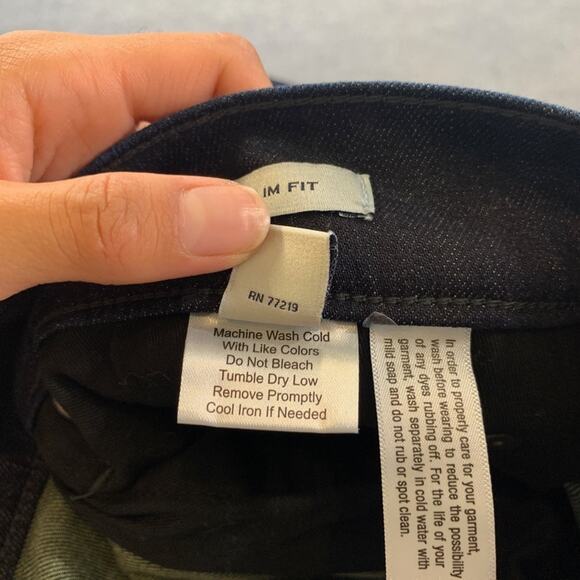 IM FIT
RN 77219
Machine Wash Cold
With Like Colors
Do Not Bleach
Tumble Dry Low
Remove Promptly
Cool Iron If Needed
In order to properly care for your garment,
wash before wearing to reduce the possibility
of any dyes rubbing off. For the life of your
garment, wash separately in cold water with
mild soap and do not rub or spot clean.